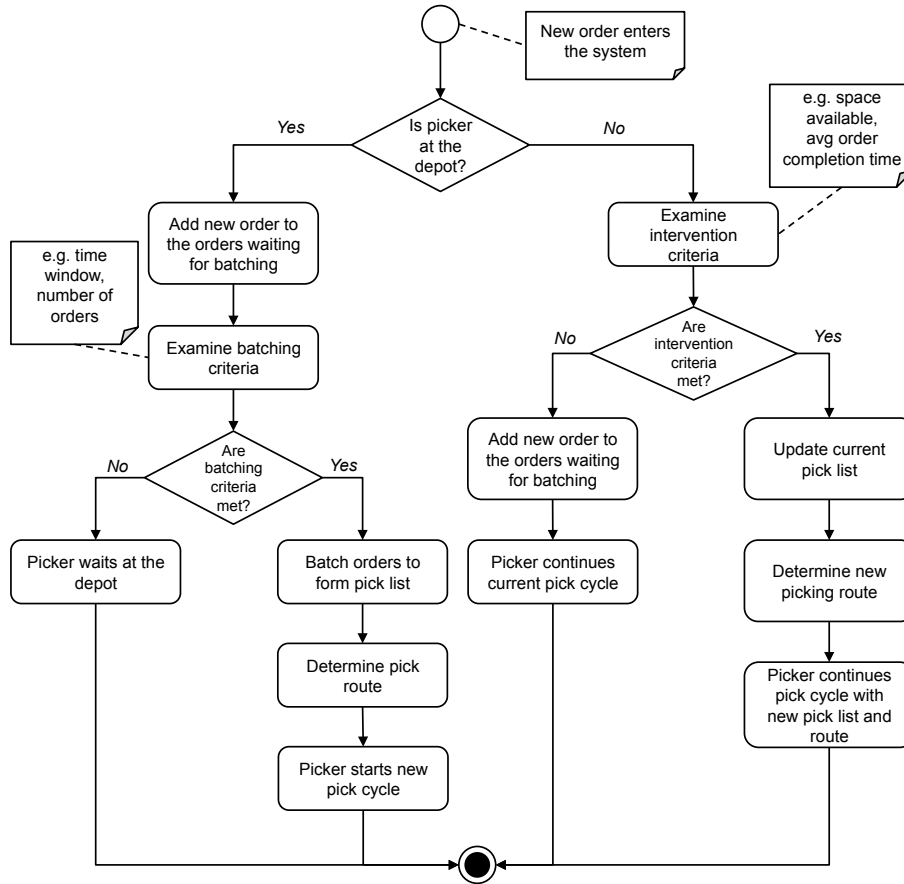 New order enters
the system
e.g. space
available,
avg order
completion time
Yes
Is picker
at the
depot?
No
Add new order to
the orders waiting
for batching
Examine
intervention
criteria
e.g. time
window,
number of
orders
Examine batching
criteria
No
Are
intervention
criteria
met?
Yes
Add new order to
the orders waiting
for batching
Update current
pick list
No
Are
batching
criteria
met?
Yes
Picker waits at the
depot
Batch orders to
form pick list
Picker continues
current pick cycle
Determine new
picking route
Determine pick
route
Picker continues
pick cycle with
new pick list and
route
Picker starts new
pick cycle